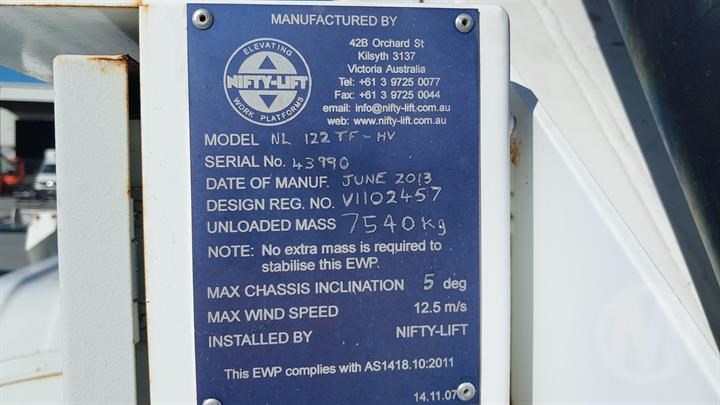 MANUFACTURED BY
ELEVATING
NIFTY-LIFT
WORK PLATFORMS
42B Orchard St
Kilsyth 3137
Victoria Australia
Tel: +61 3 9725 0077
Fax: +61 3 9725 0044
email: info@nifty-lift.com.au
web: www.nifty-lift.com.au
MODEL NL 122TF-HV
SERIAL No. 43990
DATE OF MANUF. JUNE 2013
DESIGN REG. NO. V1102457
UNLOADED MASS 7540kg
NOTE: No extra mass is required to
stabilise this EWP.
MAX CHASSIS INCLINATION 5 deg
MAX WIND SPEED 12.5 m/s
INSTALLED BY NIFTY-LIFT
This EWP complies with AS1418.10:2011
14.11.07